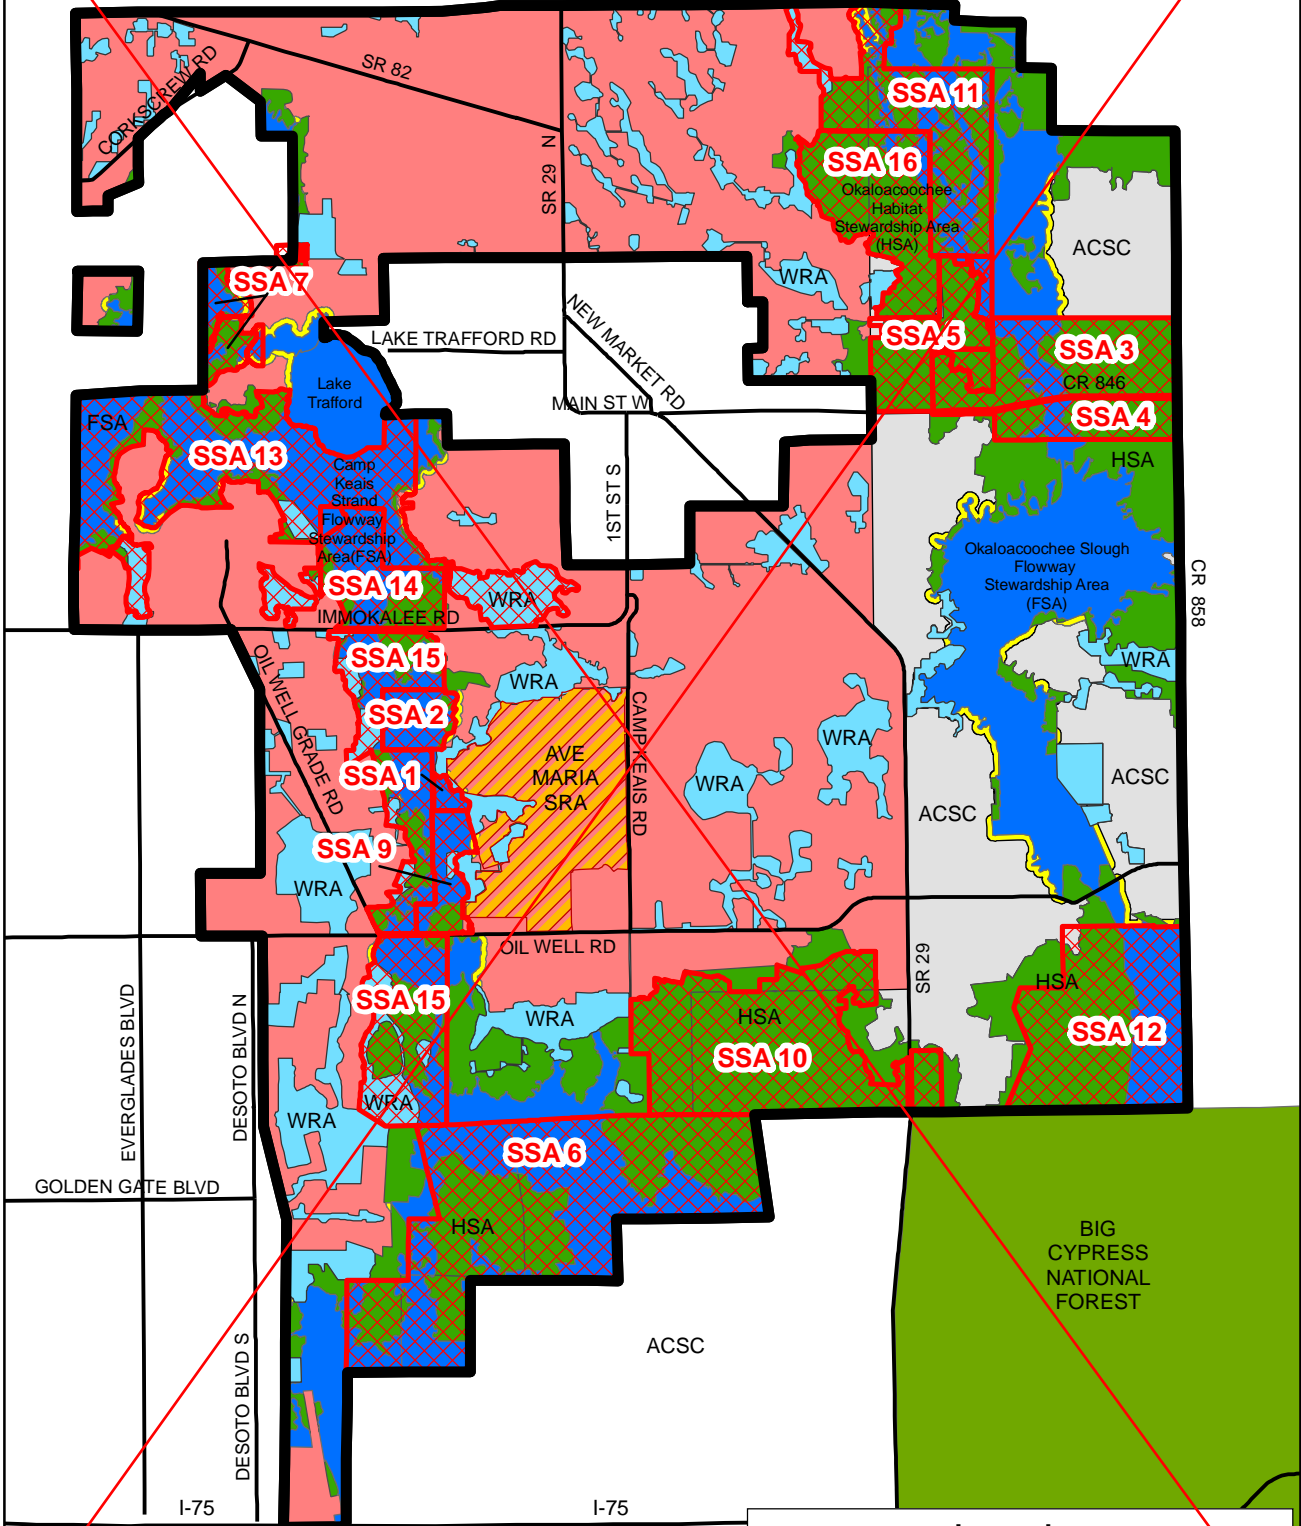 CORKSCREW RD
SR 82
SSA 11
SR 29 N
SSA 16
Okaloacoochee
Habitat
Stewardship Area
(HSA)
ACSC
WRA
SSA 7
NEW MARKET RD
LAKE TRAFFORD RD
SSA 5
SSA 3
CR 846
Lake
Trafford
MAIN ST W
SSA 4
FSA
SSA 13
HSA
Camp
Keais
Strand
Flowway
Stewardship
Area(FSA)
1ST ST S
Okaloacoochee Slough
Flowway
Stewardship Area
(FSA)
CR 858
SSA 14
WRA
IMMOKALEE RD
OIL WELL GRADE RD
SSA 15
WRA
WRA
SSA 2
CAMP KEAIS RD
AVE
MARIA
SRA
WRA
SSA 1
WRA
ACSC
ACSC
SSA 9
WRA
OIL WELL RD
SR 29
EVERGLADES BLVD
DESOTO BLVD N
SSA 15
HSA
WRA
HSA
SSA 10
SSA 12
WRA
WRA
SSA 6
GOLDEN GATE BLVD
HSA
BIG
CYPRESS
NATIONAL
FOREST
ACSC
DESOTO BLVD S
I-75
I-75